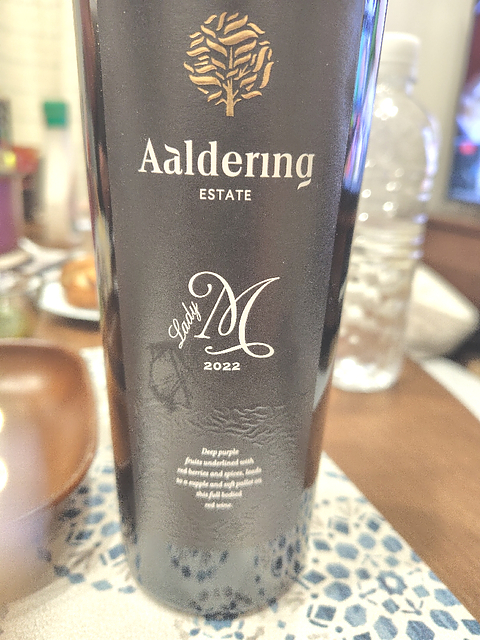 Aaldering
ESTATE
Lady M
2022
Deep purple
fruits underlined with
red berries and spices, leads
to a supple and soft palate on
this full bodied
red wine.